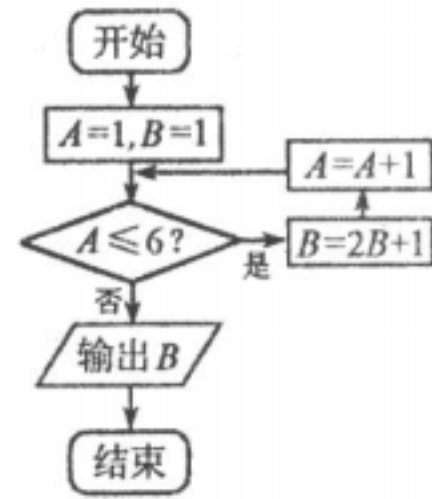 开始
A=1,B=1
A=A+1
A≤6?
B=2B+1
是
否
输出B
结束